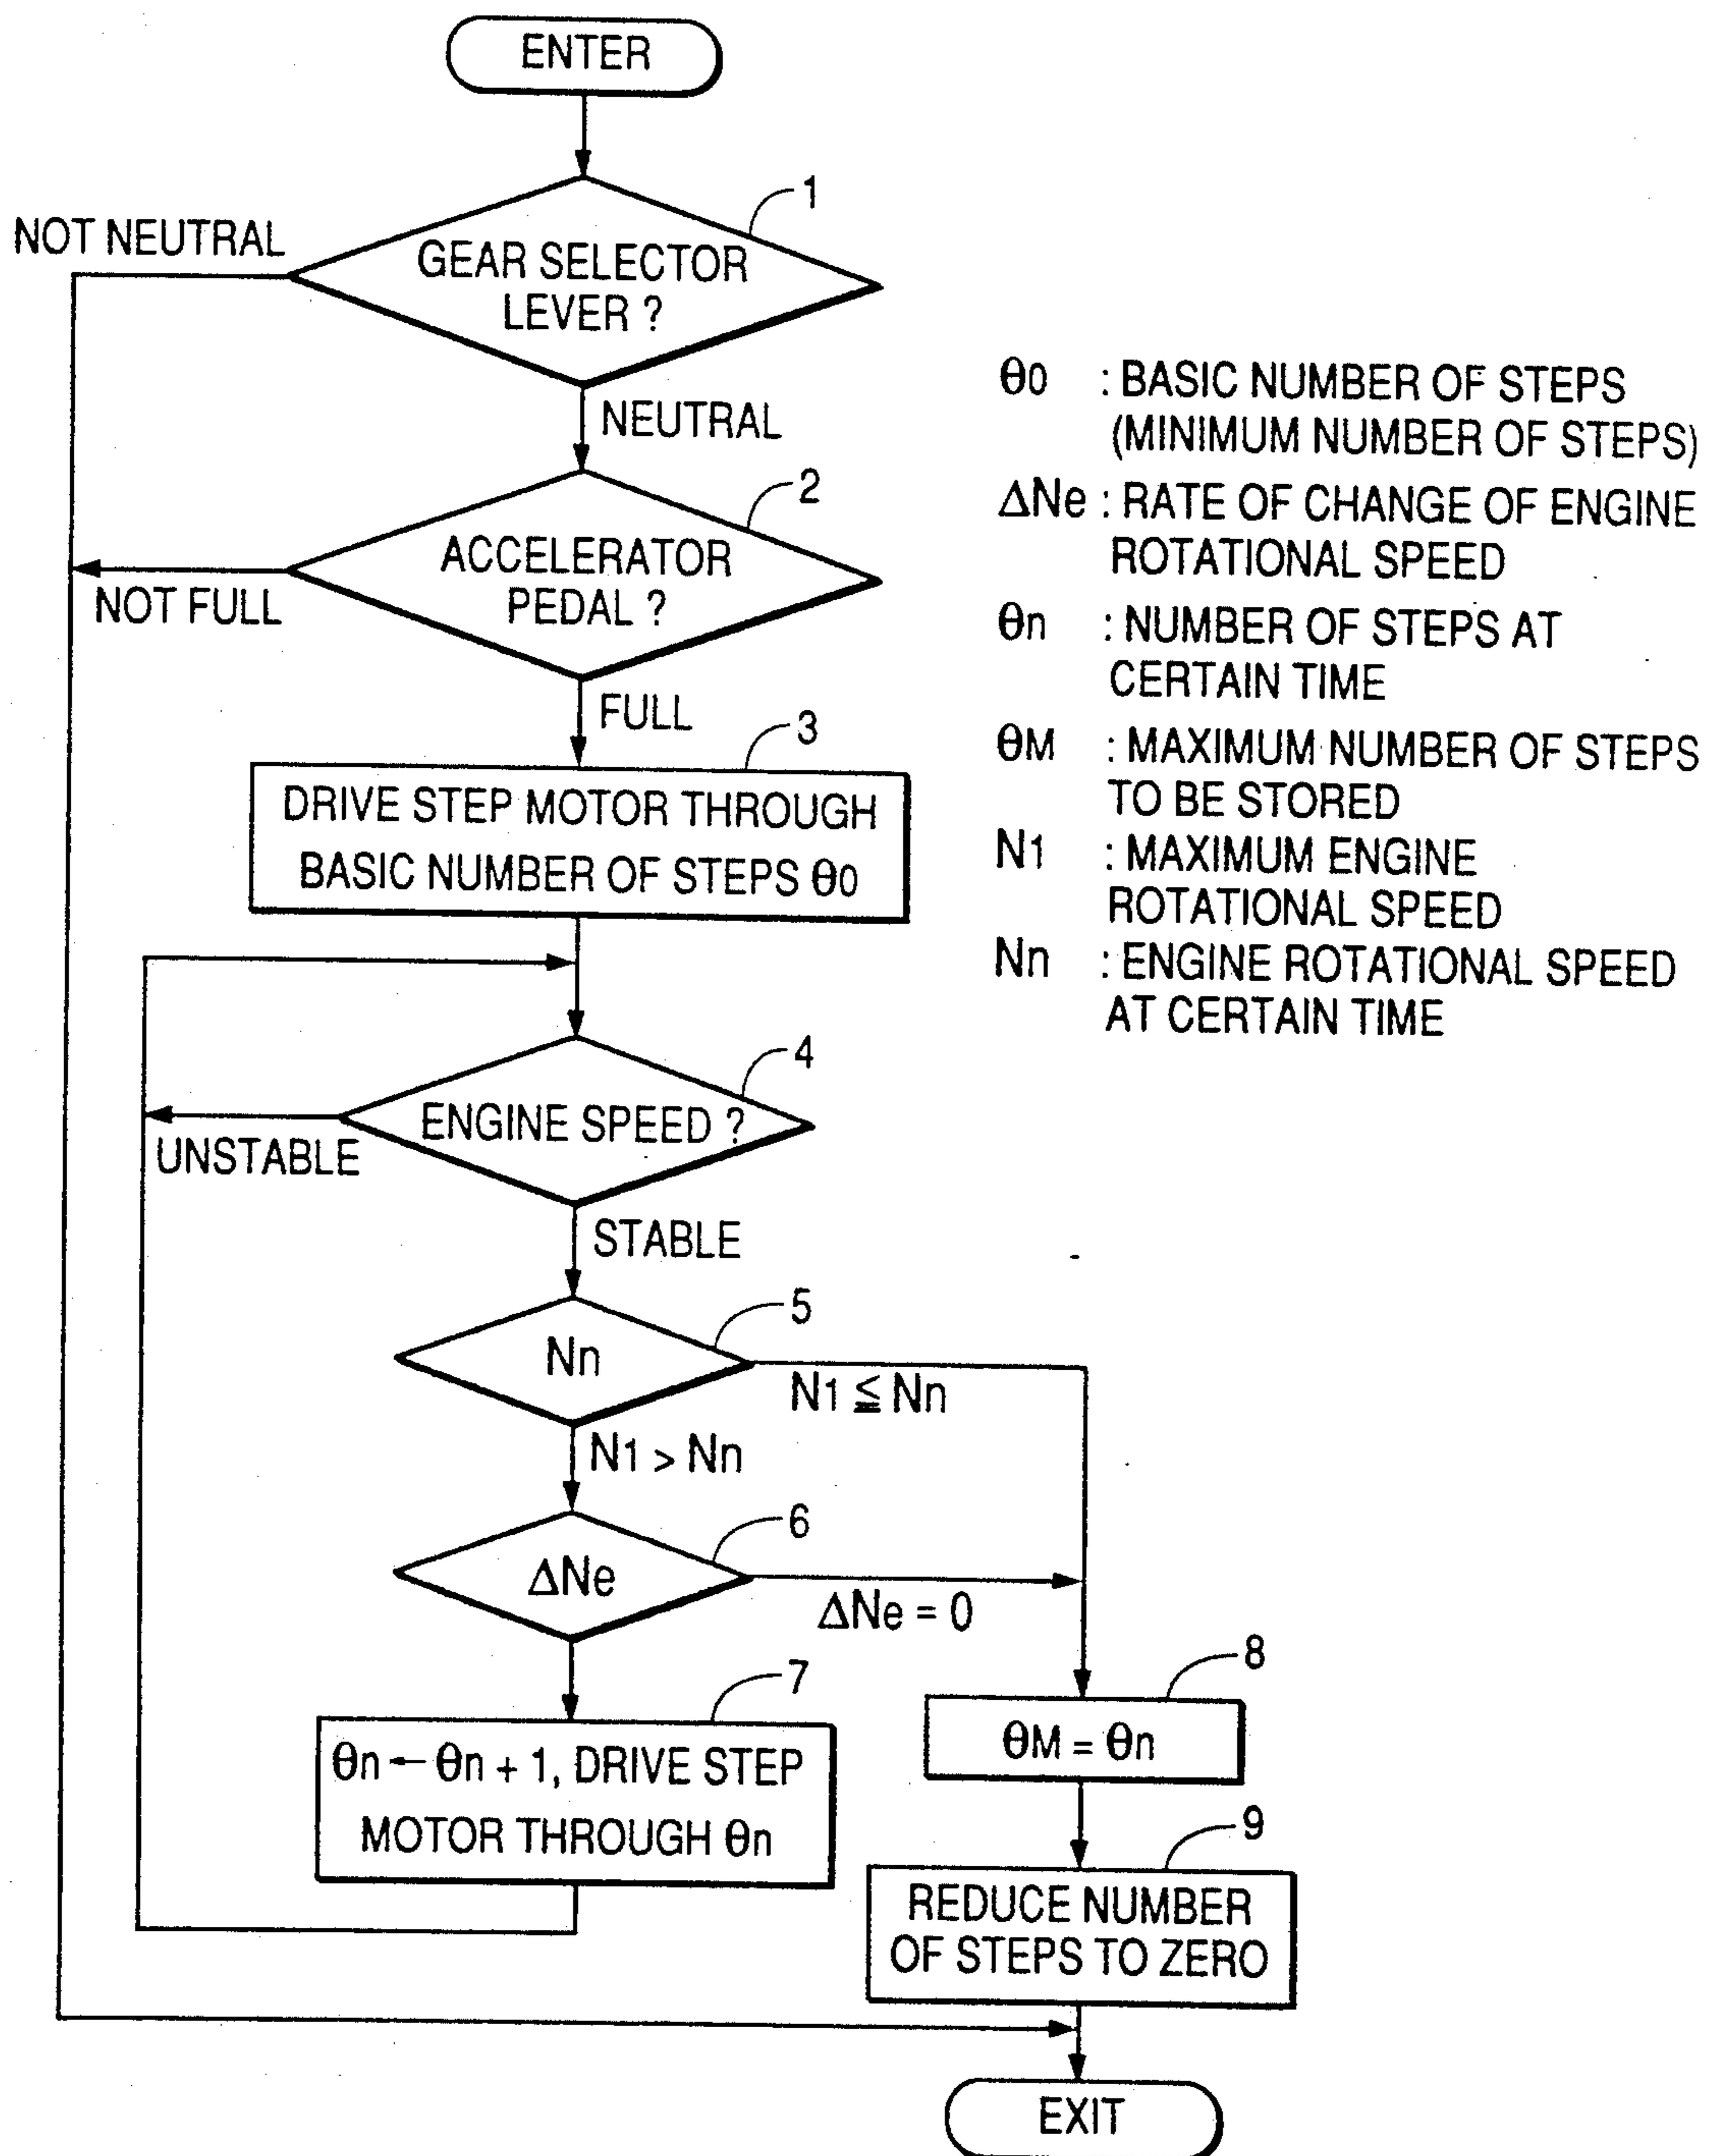 ENTER
1
NOT NEUTRAL
GEAR SELECTOR
LEVER ?
NEUTRAL
2
ACCELERATOR
PEDAL ?
NOT FULL
FULL
3
DRIVE STEP MOTOR THROUGH
BASIC NUMBER OF STEPS θ0
4
ENGINE SPEED ?
UNSTABLE
STABLE
5
Nn
N1 ≦ Nn
N1 > Nn
6
ΔNe
ΔNe = 0
7
θn ← θn + 1, DRIVE STEP
MOTOR THROUGH θn
8
θM = θn
9
REDUCE NUMBER
OF STEPS TO ZERO
EXIT
θ0 : BASIC NUMBER OF STEPS
(MINIMUM NUMBER OF STEPS)
ΔNe : RATE OF CHANGE OF ENGINE
ROTATIONAL SPEED
θn : NUMBER OF STEPS AT
CERTAIN TIME
θM : MAXIMUM NUMBER OF STEPS
TO BE STORED
N1 : MAXIMUM ENGINE
ROTATIONAL SPEED
Nn : ENGINE ROTATIONAL SPEED
AT CERTAIN TIME